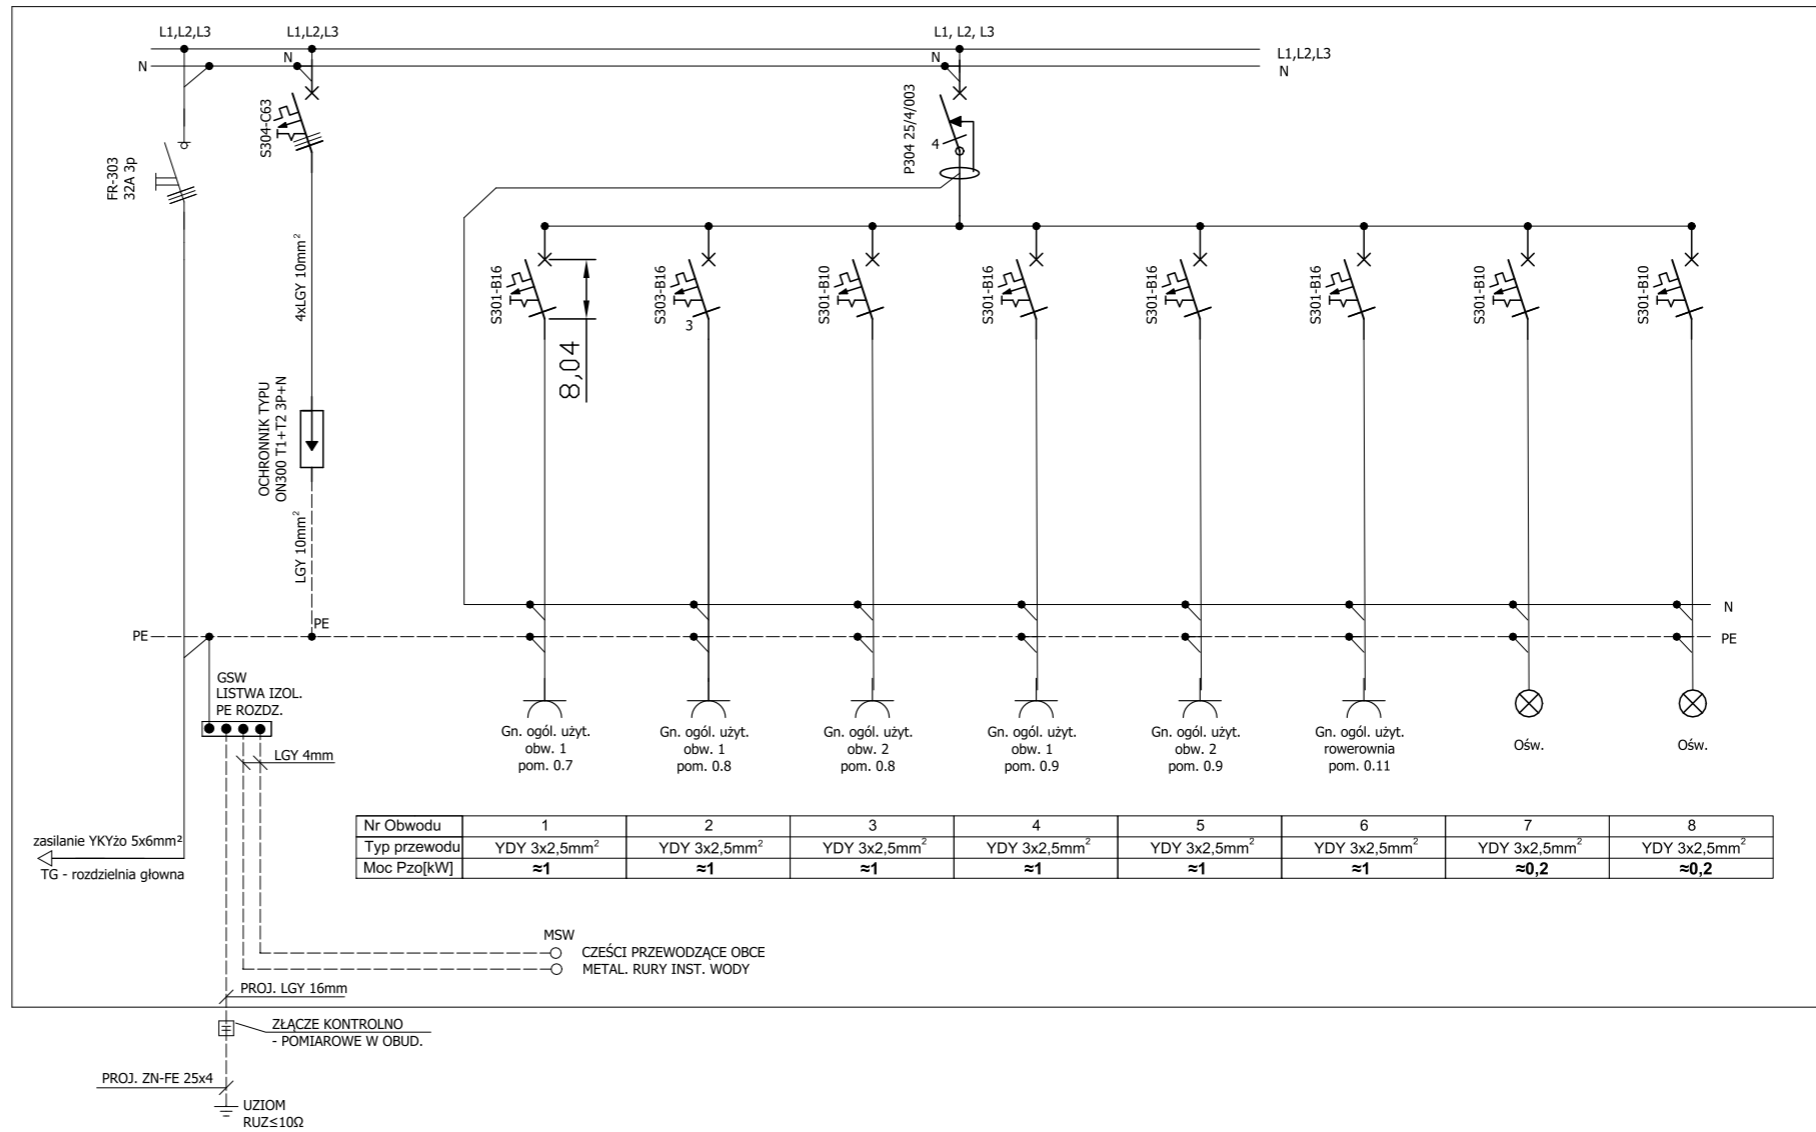 L1,L2,L3
L1,L2,L3
L1, L2, L3
N
N
N
L1,L2,L3
N
FR-303
32A 3p
S304-C63
4xLGY 10mm²
OCHRONNIK TYPU
ON300 T1+T2 3P+N
LGY 10mm²
P304 25/4/003
4
S301-B16
8,04
S303-B16
3
S301-B10
S301-B16
S301-B16
S301-B16
S301-B10
S301-B10
N
PE
PE
PE
GSW
LISTWA IZOL.
PE ROZDZ.
LGY 4mm
Gn. ogól. użyt.
obw. 1
pom. 0.7
Gn. ogól. użyt.
obw. 1
pom. 0.8
Gn. ogól. użyt.
obw. 2
pom. 0.8
Gn. ogól. użyt.
obw. 1
pom. 0.9
Gn. ogól. użyt.
obw. 2
pom. 0.9
Gn. ogól. użyt.
rowerownia
pom. 0.11
Ośw.
Ośw.
zasilanie YKYżo 5x6mm²
TG - rozdzielnia głowna
Nr Obwodu 1 2 3 4 5 6 7 8
Typ przewodu YDY 3x2,5mm² YDY 3x2,5mm² YDY 3x2,5mm² YDY 3x2,5mm² YDY 3x2,5mm² YDY 3x2,5mm² YDY 3x2,5mm² YDY 3x2,5mm²
Moc Pzo[kW] ≈1 ≈1 ≈1 ≈1 ≈1 ≈1 ≈0,2 ≈0,2
MSW
CZEŚCI PRZEWODZĄCE OBCE
METAL. RURY INST. WODY
PROJ. LGY 16mm
ZŁĄCZE KONTROLNO
- POMIAROWE W OBUD.
PROJ. ZN-FE 25x4
UZIOM
RUZ≤10Ω